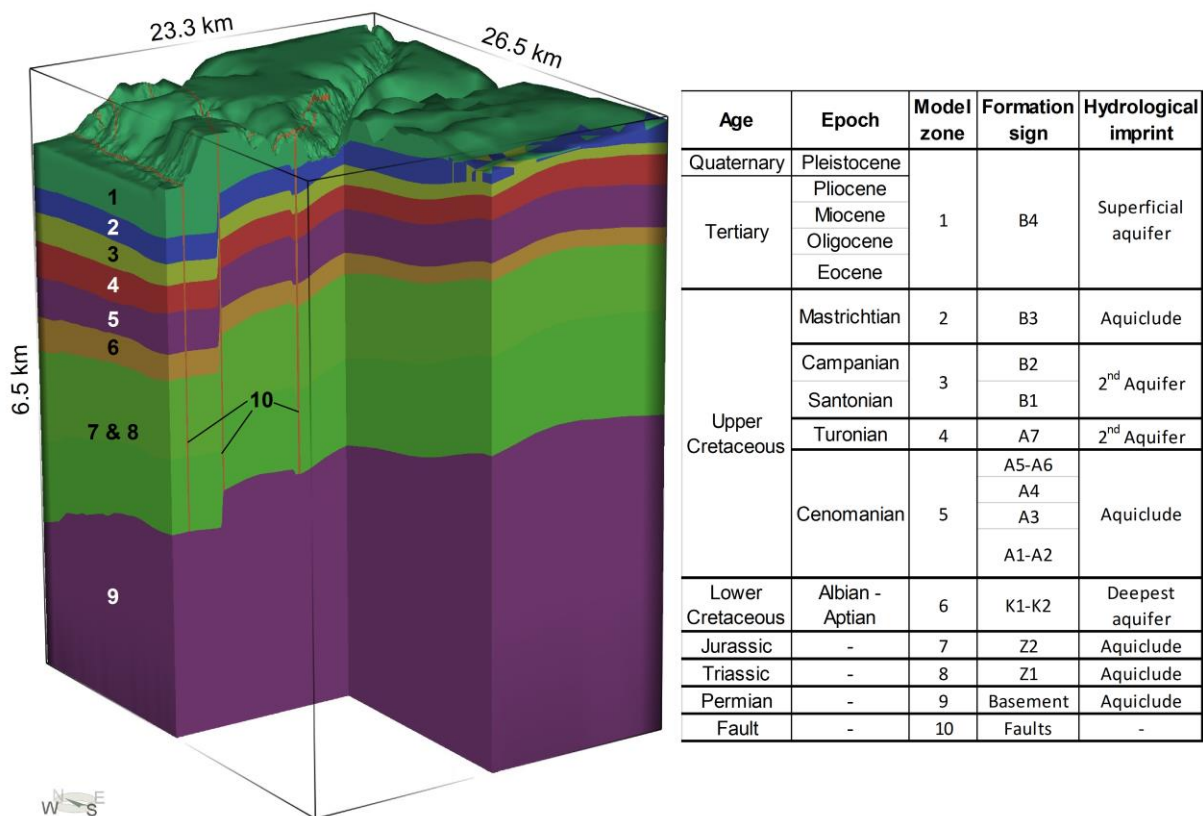 23.3 km
26.5 km
6.5 km
1
2
3
4
5
6
7 & 8
10
9
N
E
W
S
Age Epoch Model zone Formation sign Hydrological imprint
Quaternary Pleistocene
Tertiary
Pliocene
Miocene
Oligocene
Eocene
1 B4 Superficial aquifer
Upper Cretaceous
Mastrichtian 2 B3 Aquiclude
Campanian
Santonian
3
B2
B1
2nd Aquifer
Turonian 4 A7 2nd Aquifer
Cenomanian 5
A5-A6
A4
A3
A1-A2
Aquiclude
Lower Cretaceous Albian - Aptian 6 K1-K2 Deepest aquifer
Jurassic - 7 Z2 Aquiclude
Triassic - 8 Z1 Aquiclude
Permian - 9 Basement Aquiclude
Fault - 10 Faults -